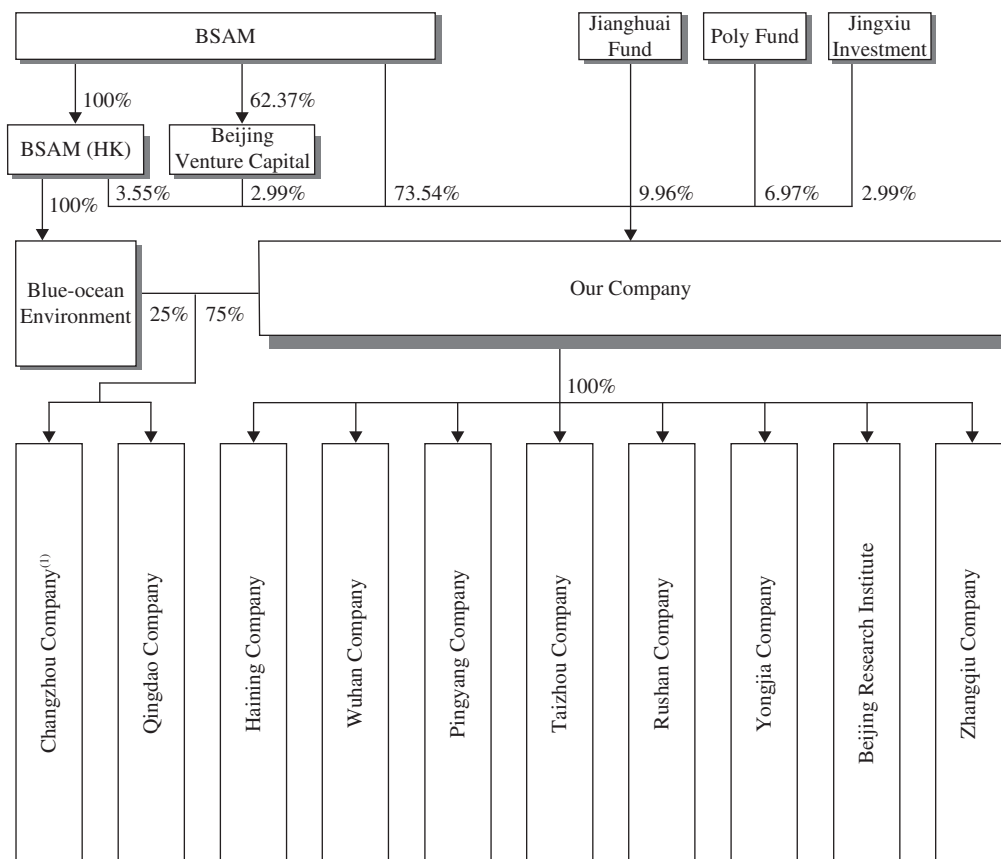 BSAM
Jianghuai
Fund
Poly Fund
Jingxiu
Investment
100%
62.37%
BSAM (HK)
Beijing
Venture Capital
100%
3.55%
2.99%
73.54%
9.96%
6.97%
2.99%
Blue-ocean
Environment
25%
75%
Our Company
100%
Changzhou Company(1)
Qingdao Company
Haining Company
Wuhan Company
Pingyang Company
Taizhou Company
Rushan Company
Yongjia Company
Beijing Research Institute
Zhangqiu Company